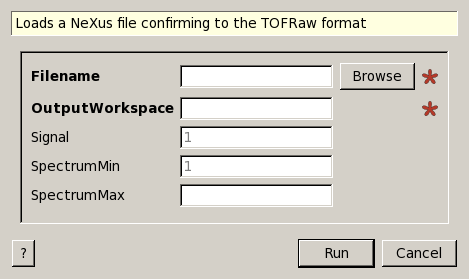 Loads a NeXus file confirming to the TOFRaw format
Filename Browse *
OutputWorkspace *
Signal 1
SpectrumMin 1
SpectrumMax
? Run Cancel